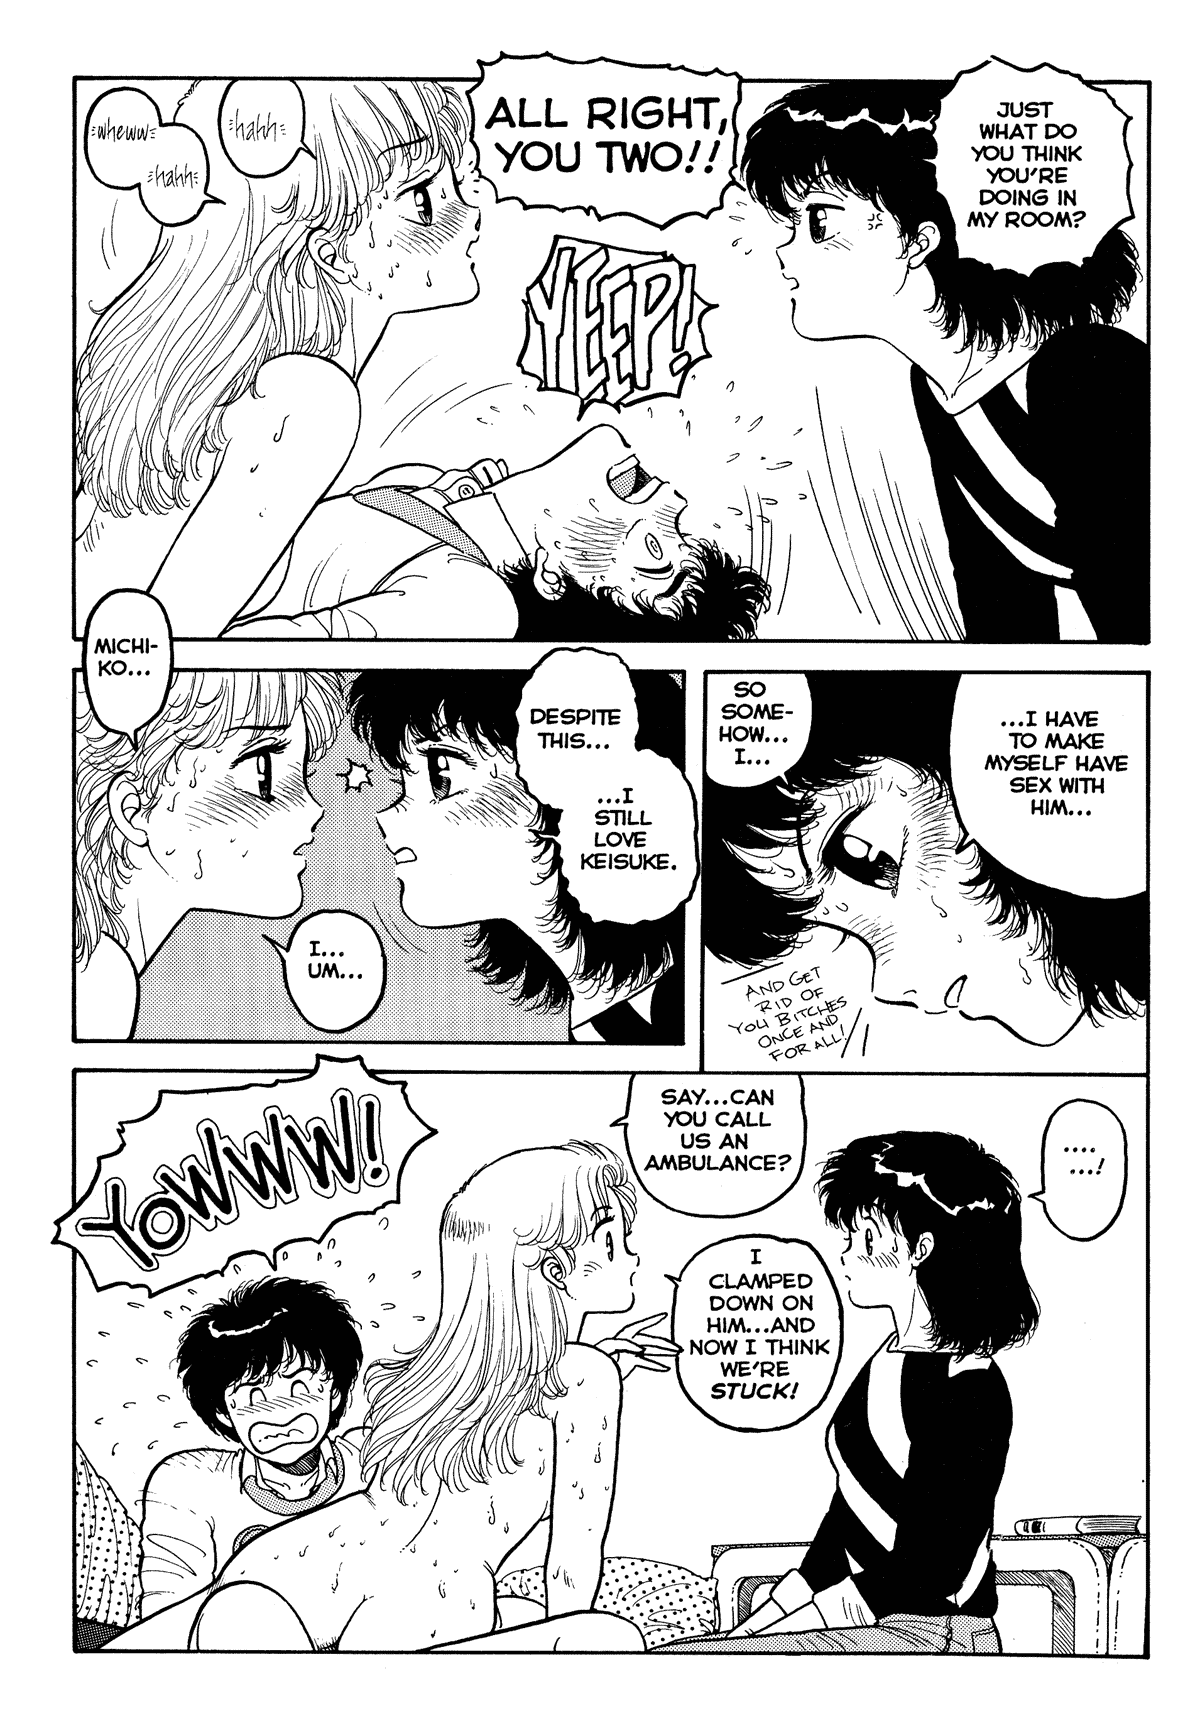 wheww
hahh
hahh
ALL RIGHT,
YOU TWO!!
JUST
WHAT DO
YOU THINK
YOU'RE
DOING IN
MY ROOM?
YEEP!
MICHI-
KO...
DESPITE
THIS...
...I
STILL
LOVE
KEISUKE.
I...
UM...
SO
SOME-
HOW...
I...
...I HAVE
TO MAKE
MYSELF HAVE
SEX WITH
HIM...
AND GET
RID OF
YOU BITCHES
ONCE AND
FOR ALL!
YOWWW!
SAY...CAN
YOU CALL
US AN
AMBULANCE?
I
CLAMPED
DOWN ON
HIM...AND
NOW I THINK
WE'RE
STUCK!
....
...!